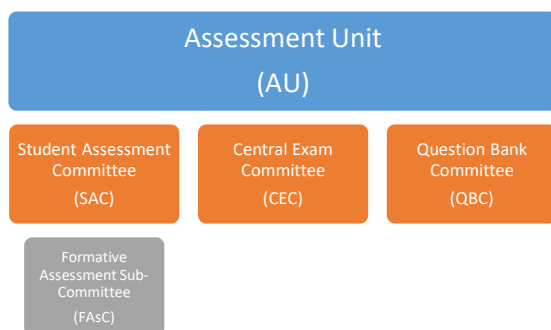 Assessment Unit
(AU)
Student Assessment
Committee
(SAC)
Central Exam
Committee
(CEC)
Question Bank
Committee
(QBC)
Formative
Assessment Sub-
Committee
(FAsC)